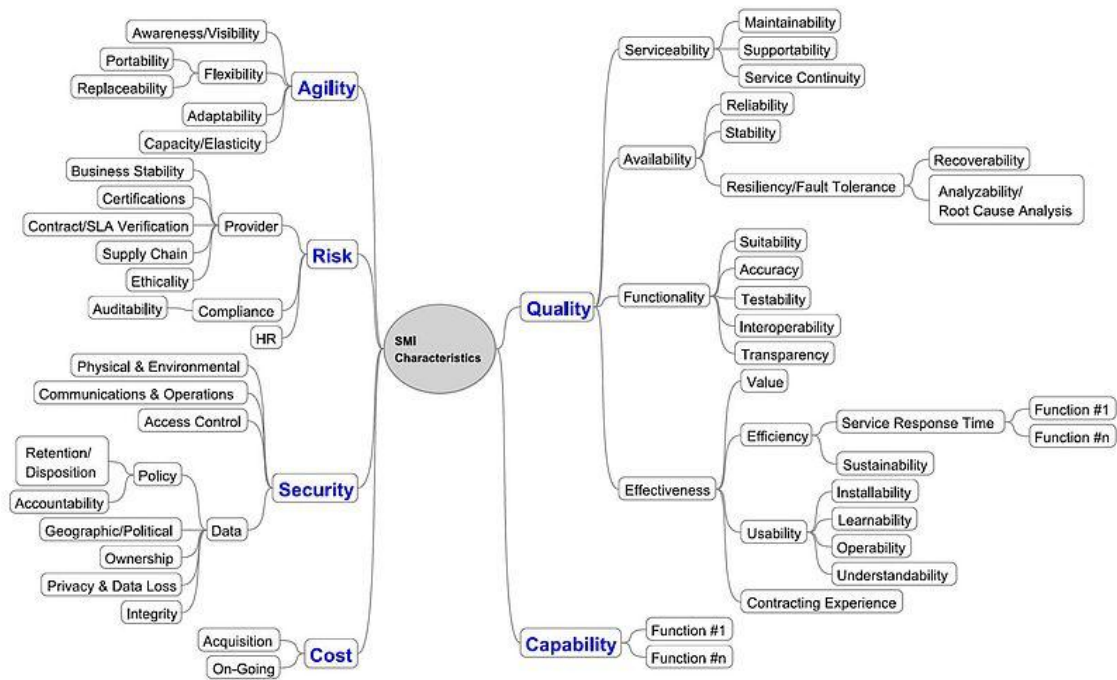 Awareness/Visibility
Portability
Flexibility
Replaceability
Agility
Adaptability
Capacity/Elasticity
Business Stability
Certifications
Contract/SLA Verification
Provider
Supply Chain
Risk
Ethicality
Auditability
Compliance
HR
Physical & Environmental
Communications & Operations
Access Control
Retention/
Disposition
Policy
Security
Accountability
Geographic/Political
Data
Ownership
Privacy & Data Loss
Integrity
Acquisition
Cost
On-Going
SMI
Characteristics
Quality
Serviceability
Maintainability
Supportability
Service Continuity
Availability
Reliability
Stability
Resiliency/Fault Tolerance
Recoverability
Analyzability/
Root Cause Analysis
Functionality
Suitability
Accuracy
Testability
Interoperability
Transparency
Effectiveness
Value
Efficiency
Service Response Time
Function #1
Function #n
Sustainability
Usability
Installability
Learnability
Operability
Understandability
Contracting Experience
Capability
Function #1
Function #n